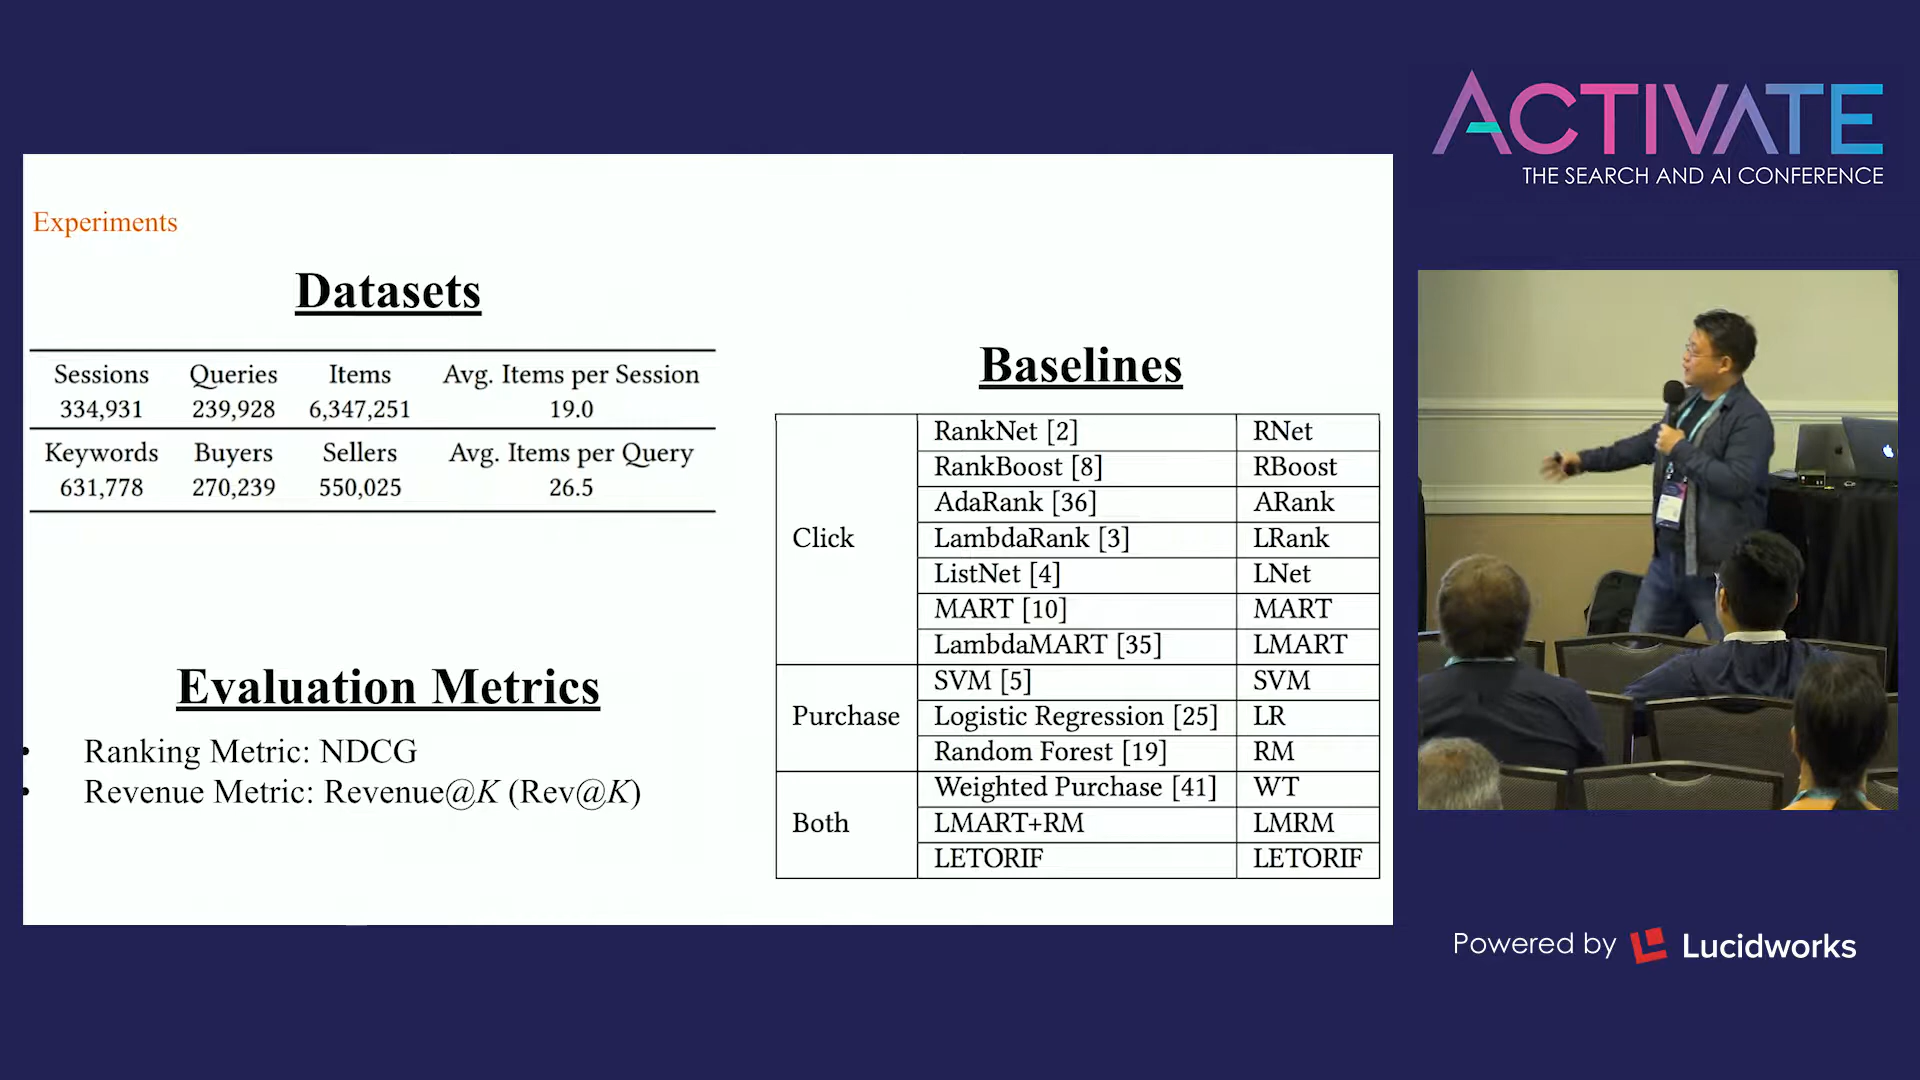 ACTIVATE
THE SEARCH AND AI CONFERENCE
Experiments
Datasets
Sessions Queries Items Avg. Items per Session
334,931 239,928 6,347,251 19.0
Keywords Buyers Sellers Avg. Items per Query
631,778 270,239 550,025 26.5
Evaluation Metrics
• Ranking Metric: NDCG
• Revenue Metric: Revenue@K (Rev@K)
Baselines
Click
RankNet [2] RNet
RankBoost [8] RBoost
AdaRank [36] ARank
LambdaRank [3] LRank
ListNet [4] LNet
MART [10] MART
LambdaMART [35] LMART
Purchase
SVM [5] SVM
Logistic Regression [25] LR
Random Forest [19] RM
Both
Weighted Purchase [41] WT
LMART+RM LMRM
LETORIF LETORIF
Powered by Lucidworks